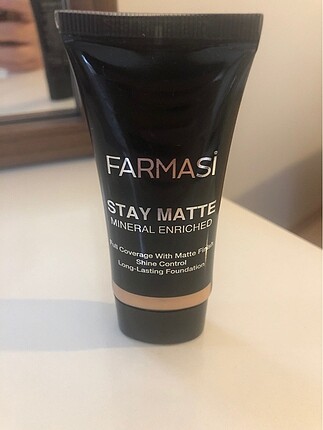 FARMASİ
STAY MATTE
MINERAL ENRICHED
Full Coverage With Matte Finish
Shine Control
Long-Lasting Foundation